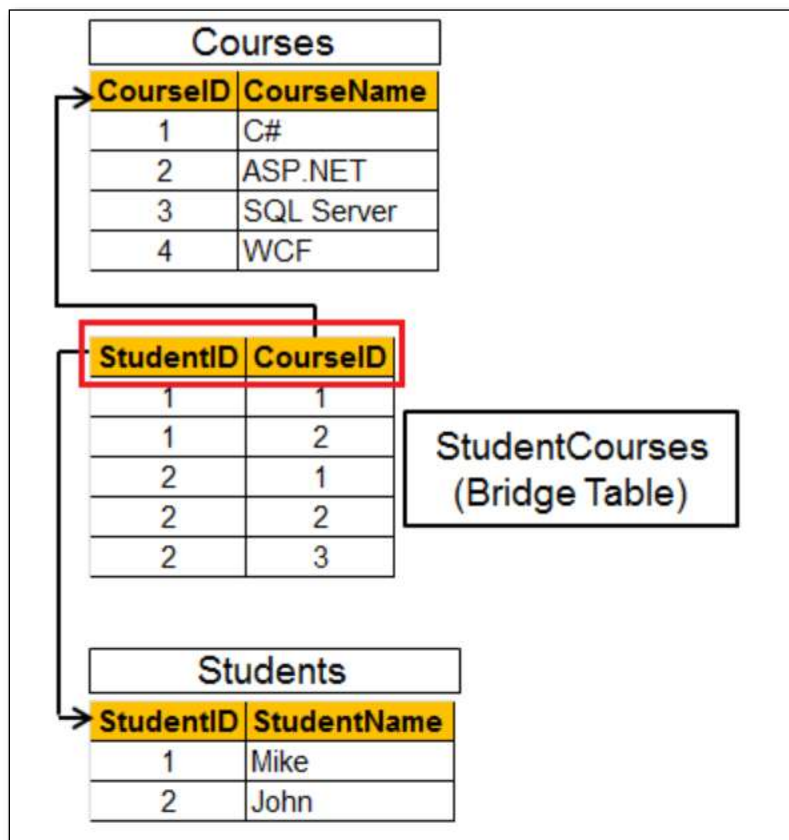 Courses
CourseID CourseName
1 C#
2 ASP.NET
3 SQL Server
4 WCF
StudentID CourseID
1 1
1 2
2 1
2 2
2 3
StudentCourses
(Bridge Table)
Students
StudentID StudentName
1 Mike
2 John